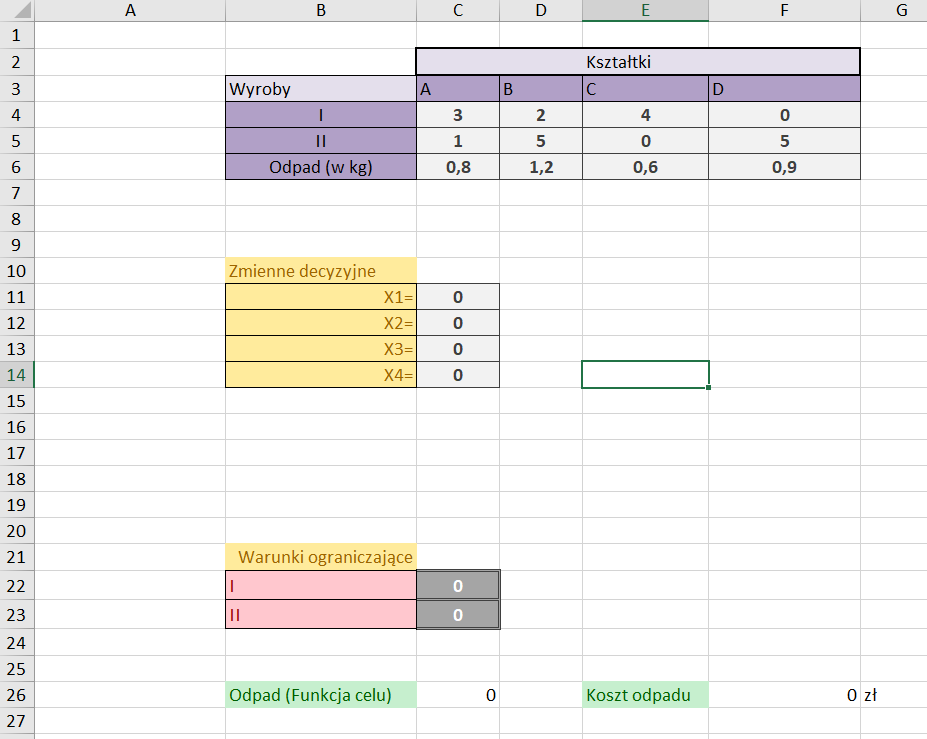 A B C D E F G
1
2 Kształtki
3 Wyroby A B C D
4 I 3 2 4 0
5 II 1 5 0 5
6 Odpad (w kg) 0,8 1,2 0,6 0,9
7
8
9
10 Zmienne decyzyjne
11 X1= 0
12 X2= 0
13 X3= 0
14 X4= 0
15
16
17
18
19
20
21 Warunki ograniczające
22 I 0
23 II 0
24
25
26 Odpad (Funkcja celu) 0 Koszt odpadu 0 zł
27